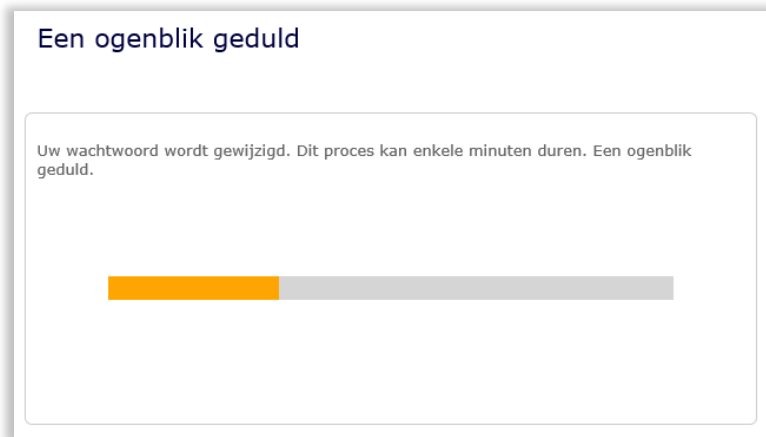 Een ogenblik geduld
Uw wachtwoord wordt gewijzigd. Dit proces kan enkele minuten duren. Een ogenblik
geduld.